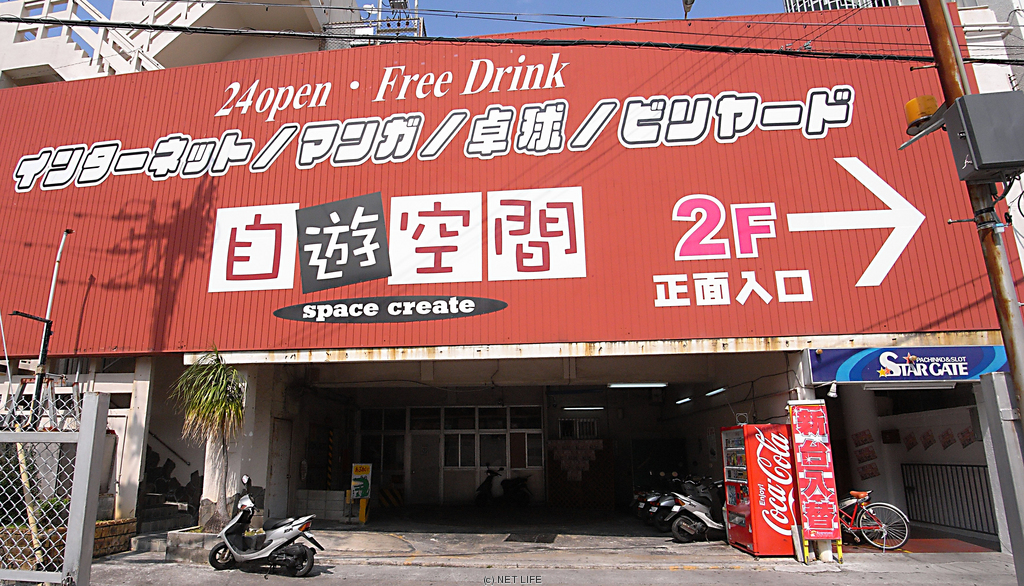 24open・Free Drink
インターネット/マンガ/卓球/ビリヤード
自遊空間
space create
2F
正面入口
PACHINKO & SLOT
STAR GATE
Enjoy!
Coca-Cola
新台入替
(c) NET LIFE